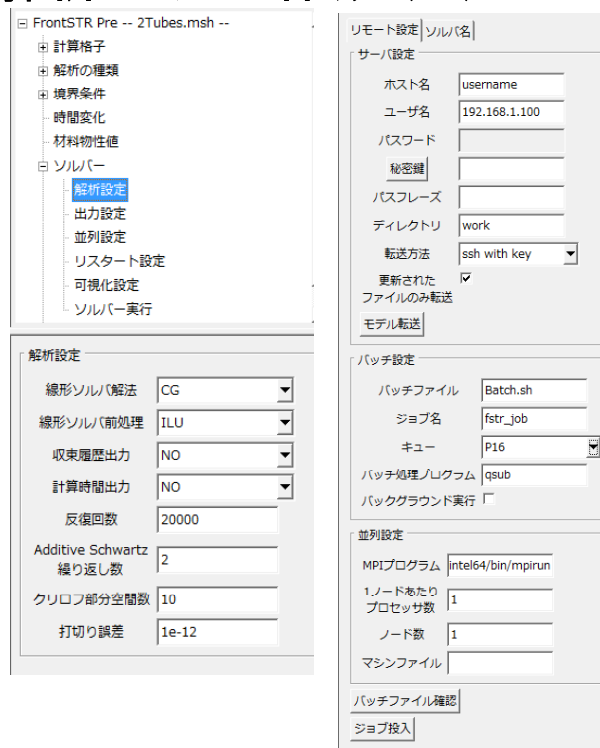 FrontSTR Pre -- 2Tubes.msh --
計算格子
解析の種類
境界条件
時間変化
材料物性値
ソルバー
解析設定
出力設定
並列設定
リスタート設定
可視化設定
ソルバー実行
解析設定
線形ソルバ解法 CG
線形ソルバ前処理 ILU
収束履歴出力 NO
計算時間出力 NO
反復回数 20000
Additive Schwartz
繰り返し数 2
クリロフ部分空間数 10
打切り誤差 1e-12
リモート設定 ソルバ名
サーバ設定
ホスト名 username
ユーザ名 192.168.1.100
パスワード
秘密鍵
パスフレーズ
ディレクトリ work
転送方法 ssh with key
更新された
ファイルのみ転送
モデル転送
バッチ設定
バッチファイル Batch.sh
ジョブ名 fstr_job
キュー P16
バッチ処理プログラム qsub
バックグラウンド実行
並列設定
MPIプログラム intel64/bin/mpirun
1ノードあたり
プロセッサ数 1
ノード数 1
マシンファイル
バッチファイル確認
ジョブ投入